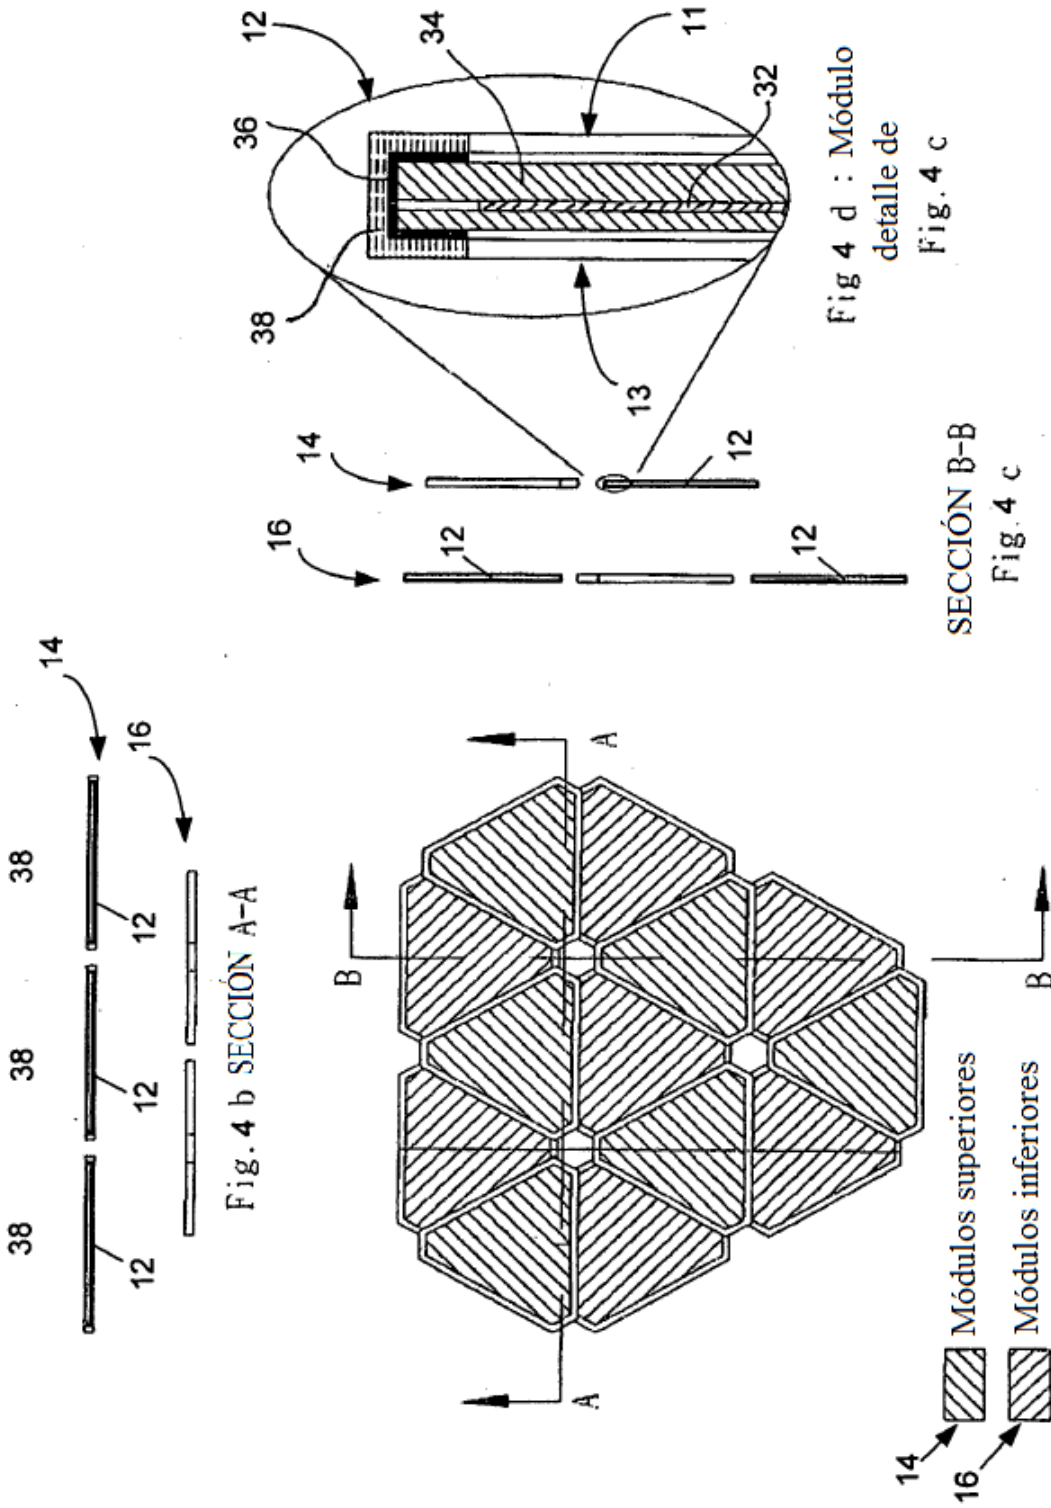 38
38
38
14
12
12
12
16
Fig. 4 b SECCIÓN A-A
B
B
A
A
14
Módulos superiores
16
Módulos inferiores
16
14
12
12
12
SECCIÓN B-B
Fig. 4 c
12
36
38
34
11
13
32
Fig 4 d : Módulo
detalle de
Fig. 4 c